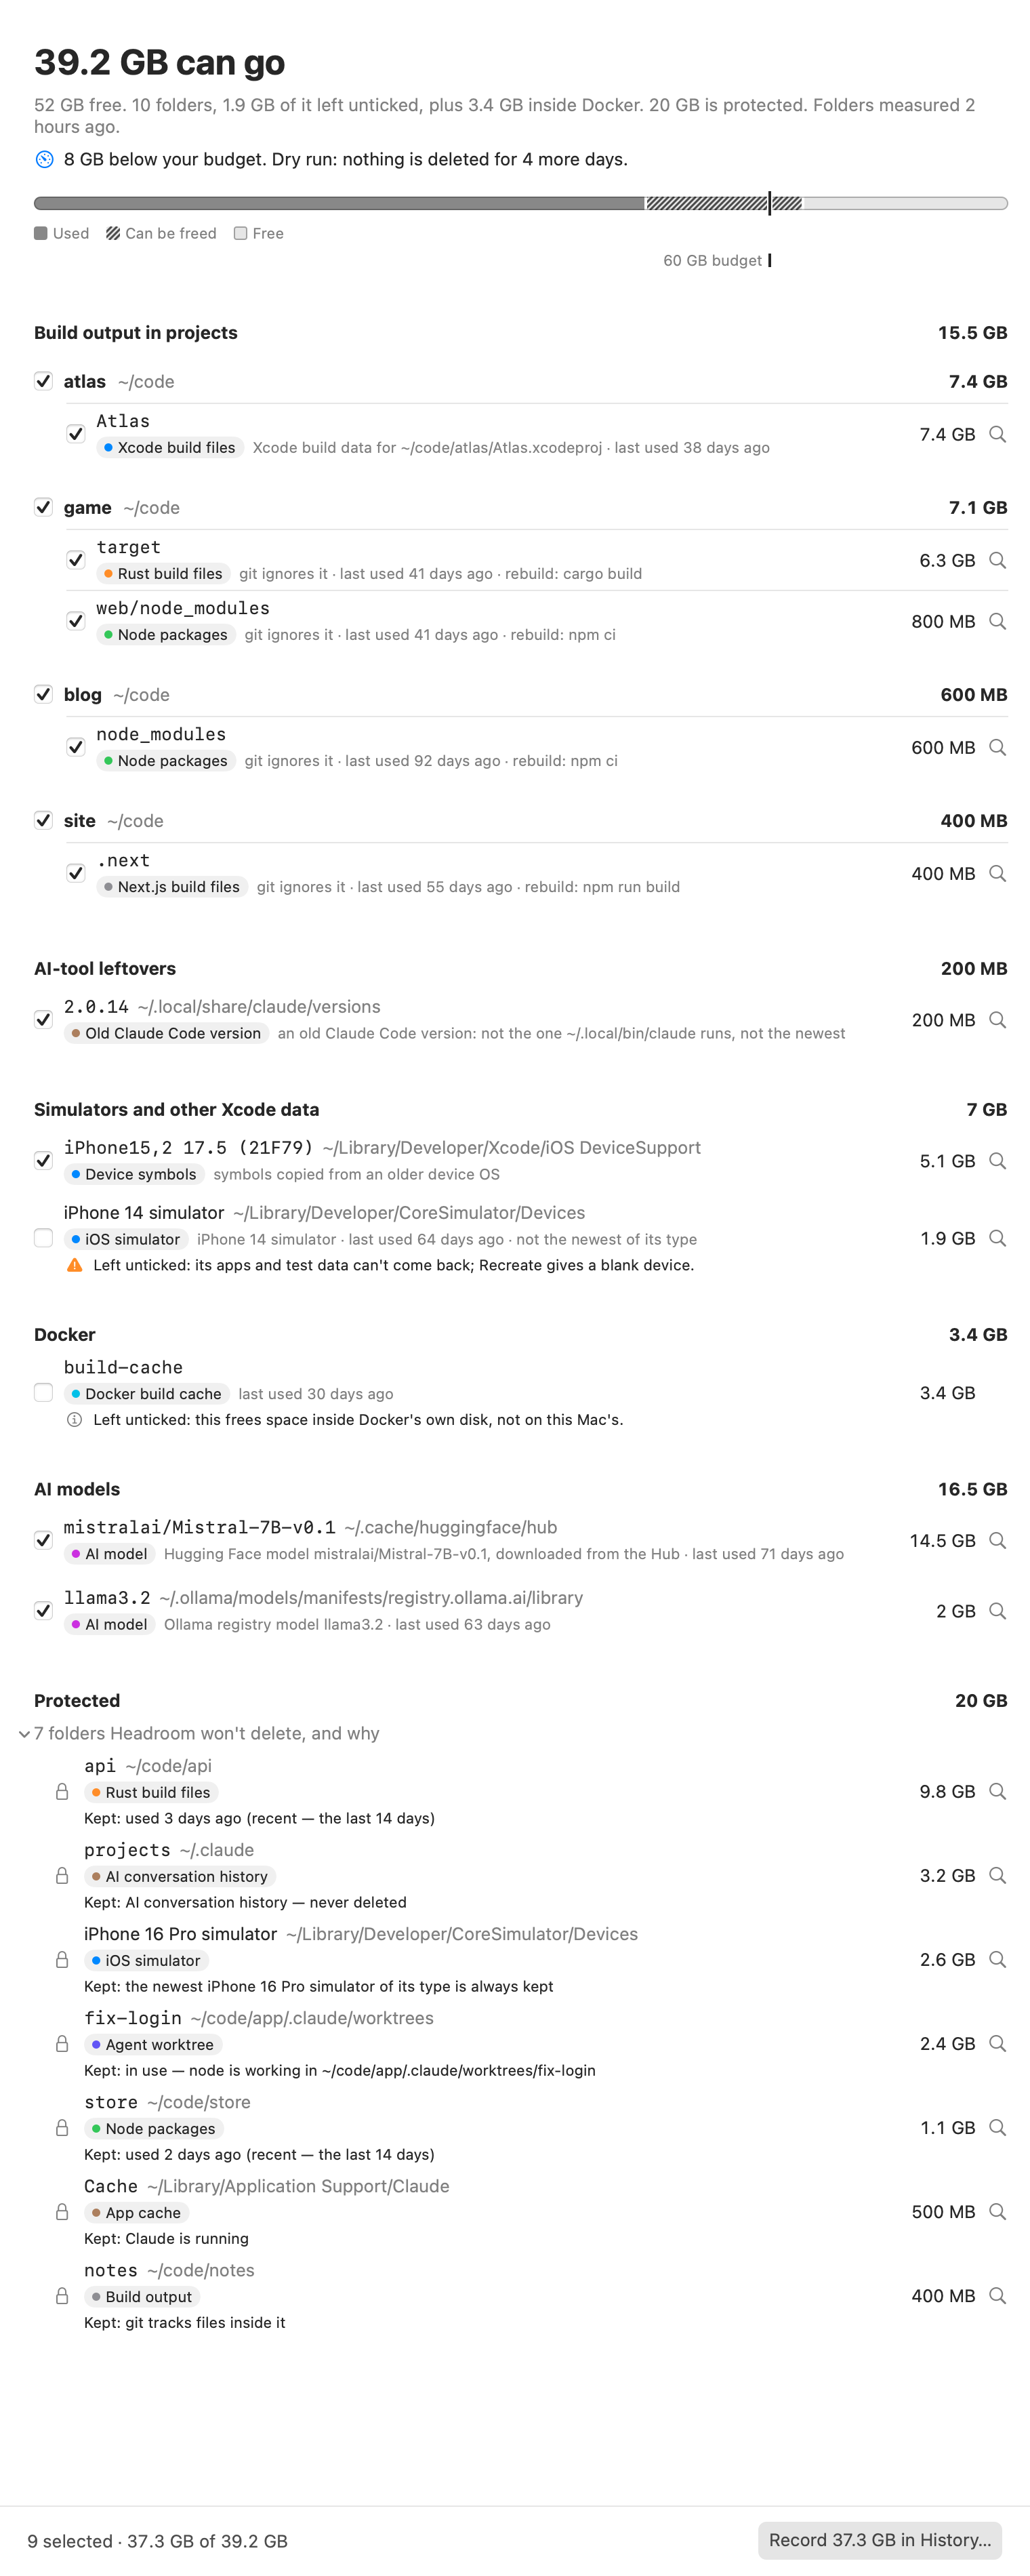 39.2 GB can go
52 GB free. 10 folders, 1.9 GB of it left unticked, plus 3.4 GB inside Docker. 20 GB is protected. Folders measured 2
hours ago.
8 GB below your budget. Dry run: nothing is deleted for 4 more days.
Used Can be freed Free
60 GB budget
Build output in projects 15.5 GB
atlas ~/code 7.4 GB
Atlas
Xcode build files Xcode build data for ~/code/atlas/Atlas.xcodeproj · last used 38 days ago 7.4 GB
game ~/code 7.1 GB
target
Rust build files git ignores it · last used 41 days ago · rebuild: cargo build 6.3 GB
web/node_modules
Node packages git ignores it · last used 41 days ago · rebuild: npm ci 800 MB
blog ~/code 600 MB
node_modules
Node packages git ignores it · last used 92 days ago · rebuild: npm ci 600 MB
site ~/code 400 MB
.next
Next.js build files git ignores it · last used 55 days ago · rebuild: npm run build 400 MB
AI-tool leftovers 200 MB
2.0.14 ~/.local/share/claude/versions
Old Claude Code version an old Claude Code version: not the one ~/.local/bin/claude runs, not the newest 200 MB
Simulators and other Xcode data 7 GB
iPhone15,2 17.5 (21F79) ~/Library/Developer/Xcode/iOS DeviceSupport
Device symbols symbols copied from an older device OS 5.1 GB
iPhone 14 simulator ~/Library/Developer/CoreSimulator/Devices
iOS simulator iPhone 14 simulator · last used 64 days ago · not the newest of its type 1.9 GB
Left unticked: its apps and test data can't come back; Recreate gives a blank device.
Docker 3.4 GB
build-cache
Docker build cache last used 30 days ago 3.4 GB
Left unticked: this frees space inside Docker's own disk, not on this Mac's.
AI models 16.5 GB
mistralai/Mistral-7B-v0.1 ~/.cache/huggingface/hub
AI model Hugging Face model mistralai/Mistral-7B-v0.1, downloaded from the Hub · last used 71 days ago 14.5 GB
llama3.2 ~/.ollama/models/manifests/registry.ollama.ai/library
AI model Ollama registry model llama3.2 · last used 63 days ago 2 GB
Protected 20 GB
7 folders Headroom won't delete, and why
api ~/code/api
Rust build files 9.8 GB
Kept: used 3 days ago (recent — the last 14 days)
projects ~/.claude
AI conversation history 3.2 GB
Kept: AI conversation history — never deleted
iPhone 16 Pro simulator ~/Library/Developer/CoreSimulator/Devices
iOS simulator 2.6 GB
Kept: the newest iPhone 16 Pro simulator of its type is always kept
fix-login ~/code/app/.claude/worktrees
Agent worktree 2.4 GB
Kept: in use — node is working in ~/code/app/.claude/worktrees/fix-login
store ~/code/store
Node packages 1.1 GB
Kept: used 2 days ago (recent — the last 14 days)
Cache ~/Library/Application Support/Claude
App cache 500 MB
Kept: Claude is running
notes ~/code/notes
Build output 400 MB
Kept: git tracks files inside it
9 selected · 37.3 GB of 39.2 GB Record 37.3 GB in History...